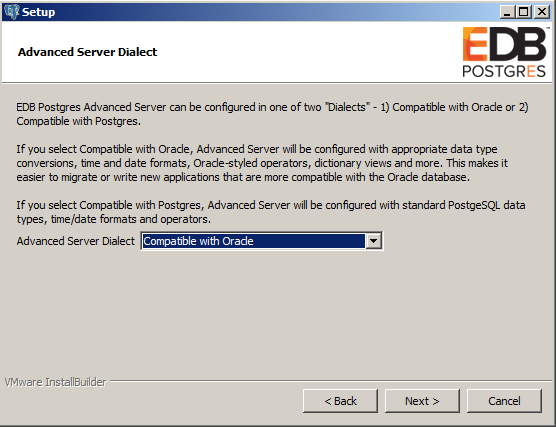 Setup
Advanced Server Dialect
EDB
POSTGRES
EDB Postgres Advanced Server can be configured in one of two "Dialects" - 1) Compatible with Oracle or 2)
Compatible with Postgres.
If you select Compatible with Oracle, Advanced Server will be configured with appropriate data type
conversions, time and date formats, Oracle-styled operators, dictionary views and more. This makes it
easier to migrate or write new applications that are more compatible with the Oracle database.
If you select Compatible with Postgres, Advanced Server will be configured with standard PostgeSQL data
types, time/date formats and operators.
Advanced Server Dialect Compatible with Oracle
VMware InstallBuilder
< Back Next > Cancel